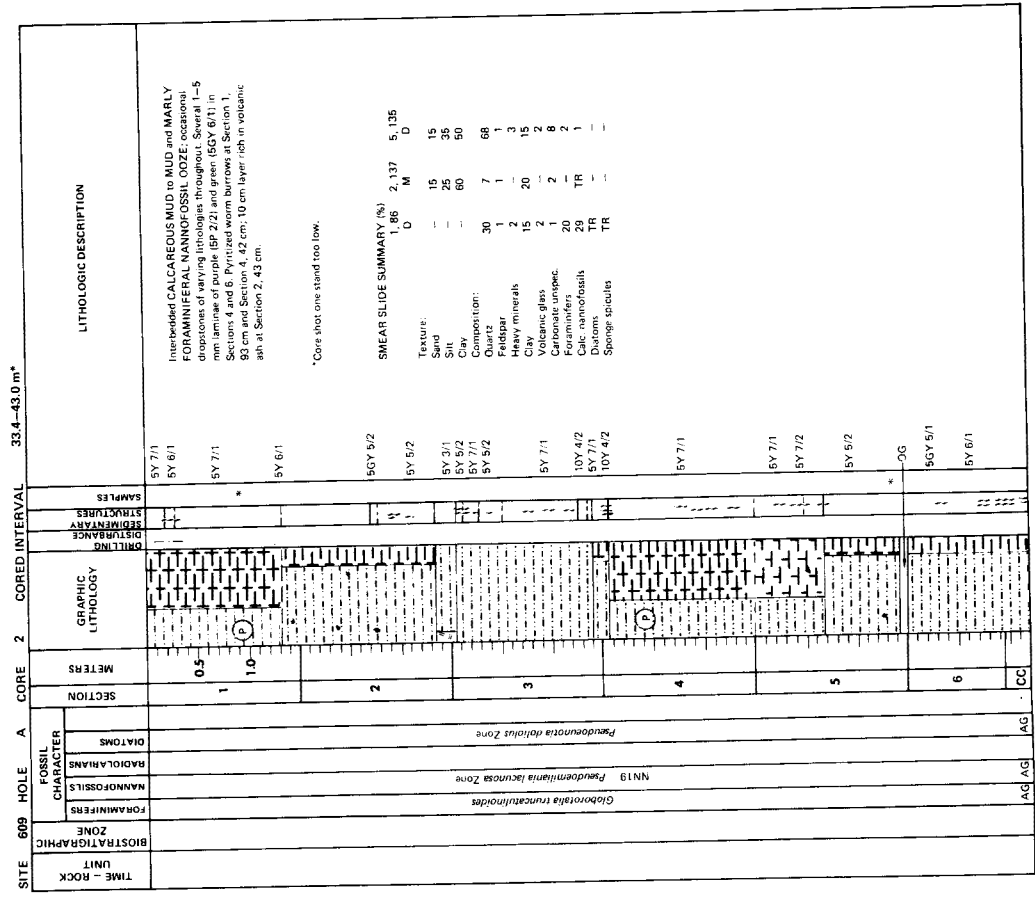 SITE 609 HOLE A CORE 2 CORED INTERVAL 33.4–43.0 m*
TIME – ROCK
UNIT
BIOSTRATIGRAPHIC
ZONE
FOSSIL
CHARACTER
FORAMINIFERS
NANNOFOSSILS
RADIOLARIANS
DIATOMS
SECTION
METERS
GRAPHIC
LITHOLOGY
DRILLING
DISTURBANCE
SEDIMENTARY
STRUCTURES
SAMPLES
LITHOLOGIC DESCRIPTION
Globorotalia truncatulinoides
NN19 Pseudoemiliania lacunosa Zone
Pseudoeunotia doliolus Zone
AG
AG
AG
1
2
3
4
5
6
CC
0.5
1.0
P
P
*
*
5Y 7/1
5Y 6/1
5Y 7/1
5Y 6/1
5GY 5/2
5Y 5/2
5Y 3/1
5Y 5/2
5Y 7/1
5Y 5/2
5Y 7/1
10Y 4/2
5Y 7/1
10Y 4/2
5Y 7/1
5Y 7/1
5Y 7/2
5Y 5/2
OG
5GY 5/1
5Y 6/1
Interbedded CALCAREOUS MUD to MUD and MARLY
FORAMINIFERAL NANNOFOSSIL OOZE; occasional
dropstones of varying lithologies throughout. Several 1–5
mm laminae of purple (5P 2/2) and green (5GY 6/1) in
Sections 4 and 6. Pyritized worm burrows at Section 1,
93 cm and Section 4, 42 cm; 10 cm layer rich in volcanic
ash at Section 2, 43 cm.
*Core shot one stand too low.
SMEAR SLIDE SUMMARY (%)
1, 86 2, 137 5, 135
D M D
Texture:
Sand – 15 15
Silt – 25 35
Clay – 60 50
Composition:
Quartz 30 7 68
Feldspar 1 1 1
Heavy minerals 2 – 3
Clay 15 20 15
Volcanic glass 2 – 2
Carbonate unspec. 1 2 8
Foraminifers 20 – 2
Calc. nannofossils 29 TR 1
Diatoms TR – –
Sponge spicules TR – –